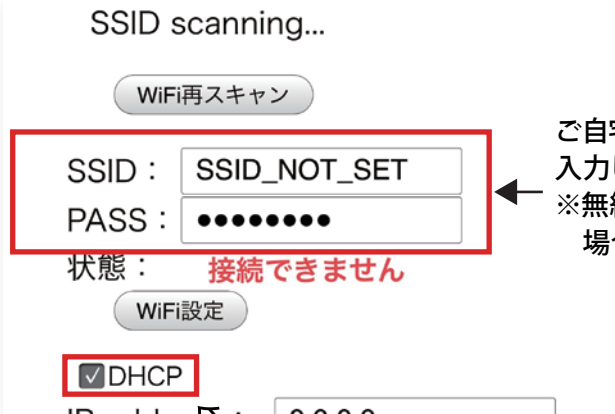 SSID scanning...
WiFi再スキャン
ご自
入力
SSID： SSID_NOT_SET
※無
PASS： ●●●●●●●●
場
状態： 接続できません
WiFi設定
DHCP